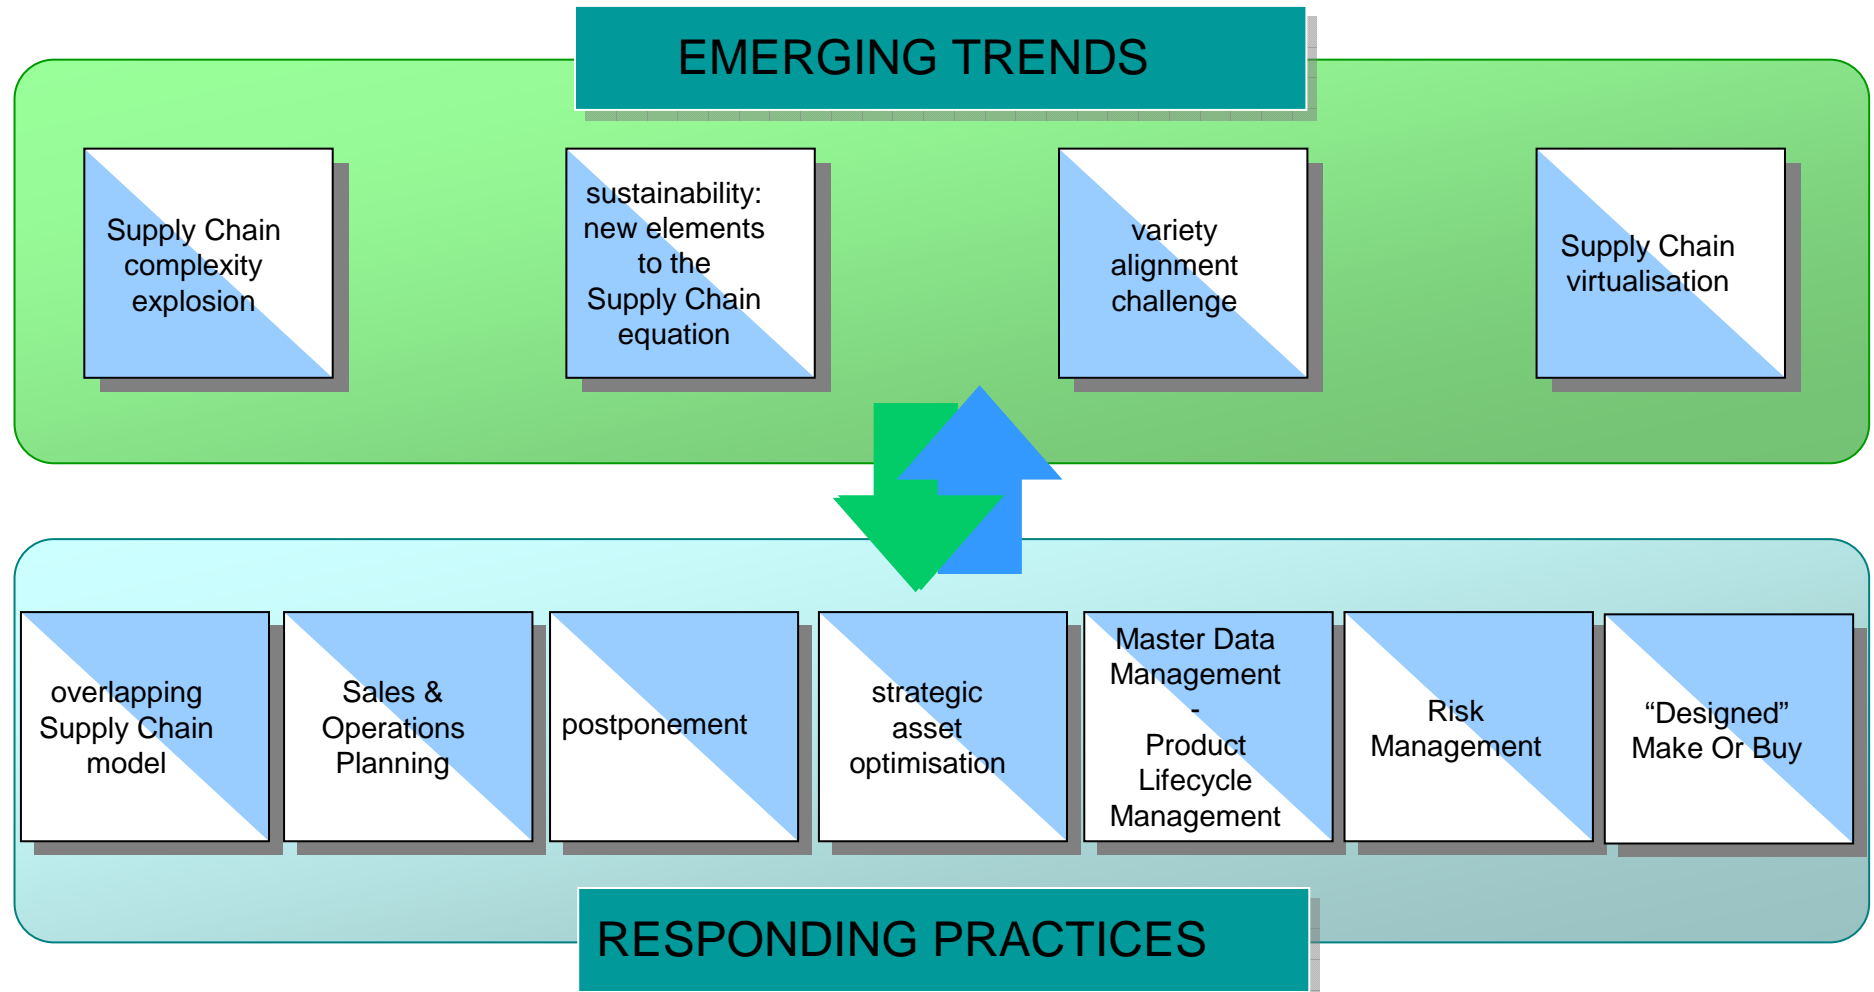 EMERGING TRENDS
Supply Chain
complexity
explosion
sustainability:
new elements
to the
Supply Chain
equation
variety
alignment
challenge
Supply Chain
virtualisation
overlapping
Supply Chain
model
Sales &
Operations
Planning
postponement
strategic
asset
optimisation
Master Data
Management
-
Product
Lifecycle
Management
Risk
Management
“Designed”
Make Or Buy
RESPONDING PRACTICES